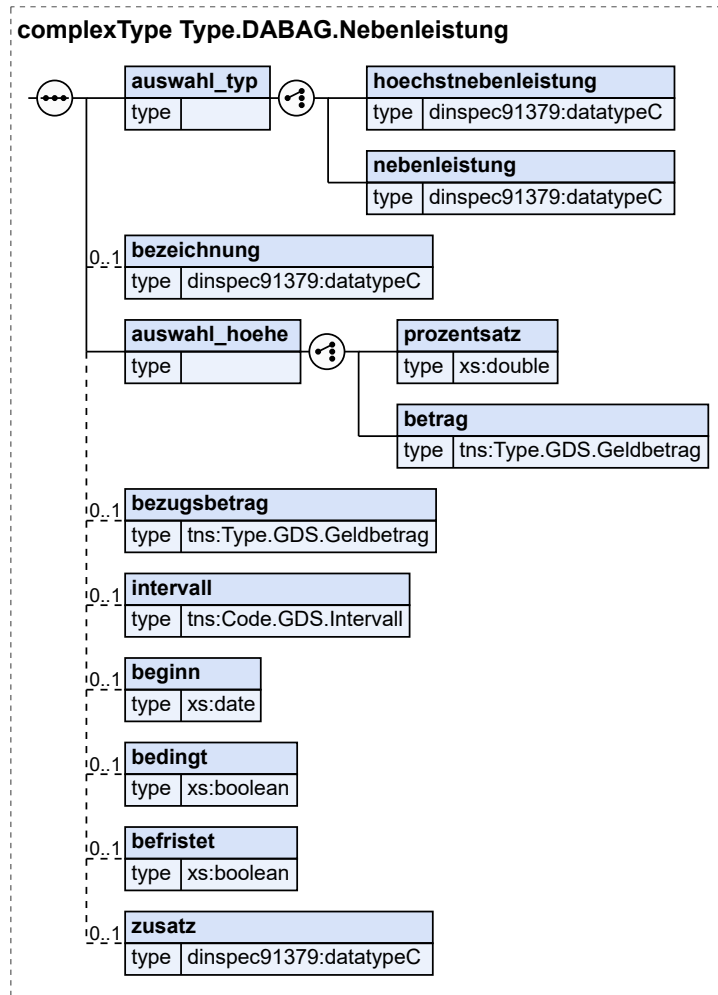 complexType Type.DABAG.Nebenleistung
auswahl_typ
type
hoechstnebenleistung
type dinspec91379:datatypeC
nebenleistung
type dinspec91379:datatypeC
0..1
bezeichnung
type dinspec91379:datatypeC
auswahl_hoehe
type
prozentsatz
type xs:double
betrag
type tns:Type.GDS.Geldbetrag
0..1
bezugsbetrag
type tns:Type.GDS.Geldbetrag
0..1
intervall
type tns:Code.GDS.Intervall
0..1
beginn
type xs:date
0..1
bedingt
type xs:boolean
0..1
befristet
type xs:boolean
0..1
zusatz
type dinspec91379:datatypeC